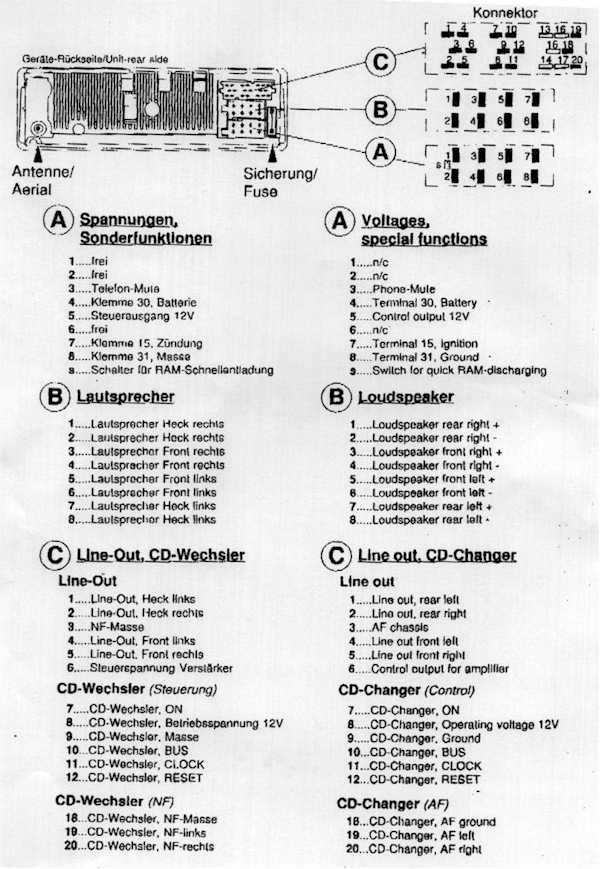 Konnektor
1 4 7 10 13 16 19
3 6 9 12 16 18
2 5 8 11 14 17 20
Geräte-Rückseite/Unit-rear side
C
B
1 3 5 7
2 4 6 8
A
1 3 5 7
s
2 4 6 8
Antenne/
Aerial
Sicherung/
Fuse
A Spannungen,
Sonderfunktionen
1.....frei
2.....frei
3.....Telefon-Mute
4.....Klemme 30, Batterie
5.....Steuerausgang 12V
6.....frei
7.....Klemme 15, Zündung
8.....Klemme 31, Masse
s.....Schalter für RAM-Schnellentladung
B Lautsprecher
1.....Lautsprecher Heck rechts
2.....Lautsprecher Heck rechts
3.....Lautsprecher Front rechts
4.....Lautsprecher Front rechts
5.....Lautsprecher Front links
6.....Lautsprecher Front links
7.....Lautsprecher Heck links
8.....Lautsprecher Heck links
C Line-Out, CD-Wechsler
Line-Out
1.....Line-Out, Heck links
2.....Line-Out, Heck rechts
3.....NF-Masse
4.....Line-Out, Front links
5.....Line-Out, Front rechts
6.....Steuerspannung Verstärker
CD-Wechsler (Steuerung)
7.....CD-Wechsler, ON
8.....CD-Wechsler, Betriebsspannung 12V
9.....CD-Wechsler, Masse
10...CD-Wechsler, BUS
11...CD-Wechsler, CLOCK
12...CD-Wechsler, RESET
CD-Wechsler (NF)
18...CD-Wechsler, NF-Masse
19...CD-Wechsler, NF-links
20...CD-Wechsler, NF-rechts
A Voltages,
special functions
1.....n/c
2.....n/c
3.....Phone-Mute
4.....Terminal 30, Battery
5.....Control output 12V
6.....n/c
7.....Terminal 15, Ignition
8.....Terminal 31, Ground
s.....Switch for quick RAM-discharging
B Loudspeaker
1.....Loudspeaker rear right +
2.....Loudspeaker rear right -
3.....Loudspeaker front right +
4.....Loudspeaker front right -
5.....Loudspeaker front left +
6.....Loudspeaker front left -
7.....Loudspeaker rear left +
8.....Loudspeaker rear left -
C Line out, CD-Changer
Line out
1.....Line out, rear left
2.....Line out, rear right
3.....AF chassis
4.....Line out front left
5.....Line out front right
6.....Control output for amplifier
CD-Changer (Control)
7.....CD-Changer, ON
8.....CD-Changer, Operating voltage 12V
9.....CD-Changer, Ground
10...CD-Changer, BUS
11...CD-Changer, CLOCK
12...CD-Changer, RESET
CD-Changer (AF)
18...CD-Changer, AF ground
19...CD-Changer, AF left
20...CD-Changer, AF right